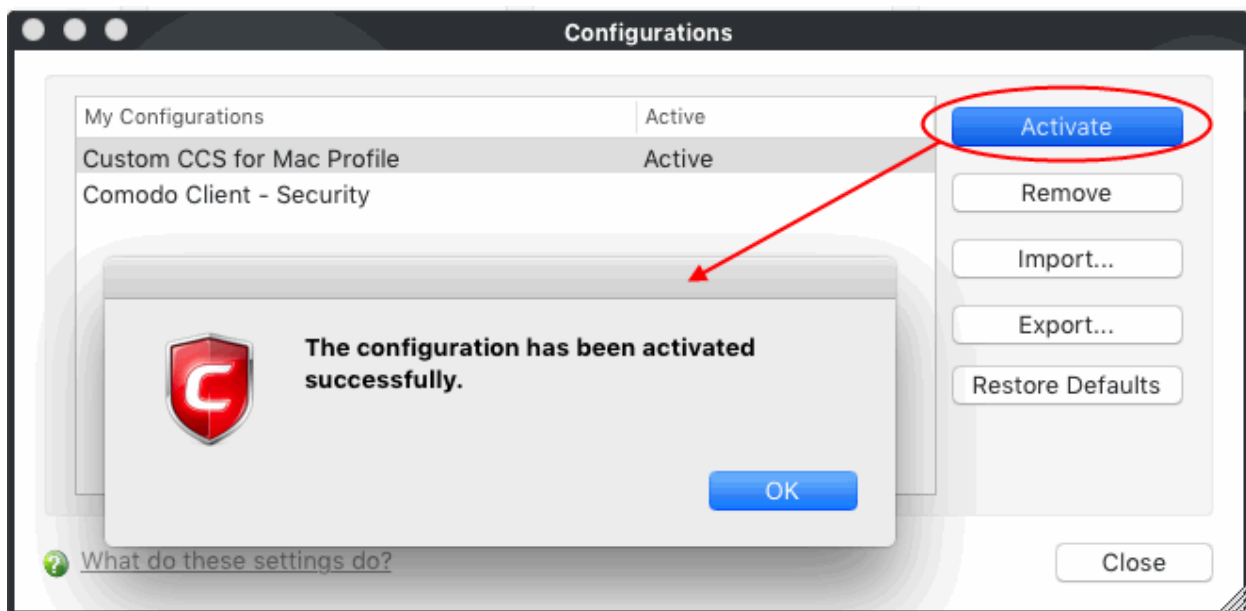 Configurations
My Configurations Active
Activate
Custom CCS for Mac Profile Active
Comodo Client - Security
Remove
Import...
Export...
Restore Defaults
The configuration has been activated
successfully.
OK
What do these settings do?
Close